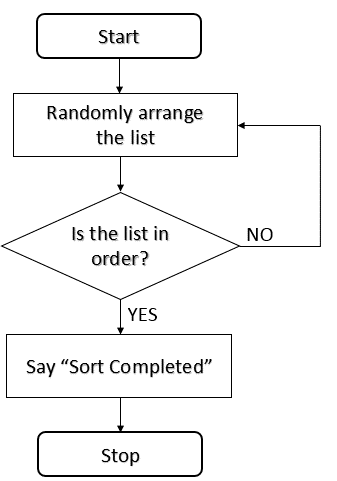 Start
Randomly arrange
the list
Is the list in
order?
NO
YES
Say “Sort Completed”
Stop